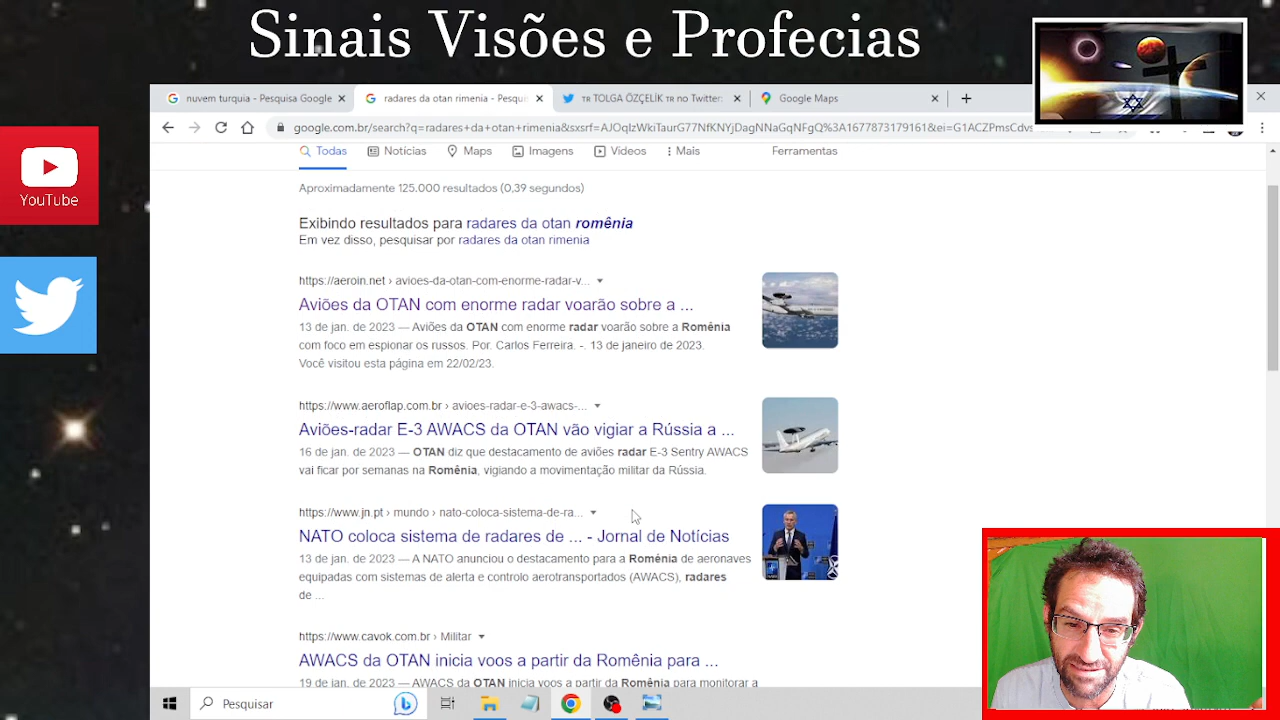 Sinais Visões e Profecias
nuvem turquia - Pesquisa Google
radares da otan rimenia - Pesqui
TR TOLGA ÖZÇELİK TR no Twitter:
Google Maps
google.com.br/search?q=radares+da+otan+rimenia&sxsrf=AJOqlzWkiTaurG77NfKNYjDagNNaGqNFgQ%3A1677873179161&ei=G1ACZPmsCdvs
Todas
Notícias
Maps
Imagens
Vídeos
Mais
Ferramentas
Aproximadamente 125.000 resultados (0,39 segundos)
Exibindo resultados para radares da otan romênia
Em vez disso, pesquisar por radares da otan rimenia
https://aeroin.net › avioes-da-otan-com-enorme-radar-v...
Aviões da OTAN com enorme radar voarão sobre a ...
13 de jan. de 2023 — Aviões da OTAN com enorme radar voarão sobre a Romênia
com foco em espionar os russos. Por. Carlos Ferreira. -. 13 de janeiro de 2023.
Você visitou esta página em 22/02/23.
https://www.aeroflap.com.br › avioes-radar-e-3-awacs-...
Aviões-radar E-3 AWACS da OTAN vão vigiar a Rússia a ...
16 de jan. de 2023 — OTAN diz que destacamento de aviões radar E-3 Sentry AWACS
vai ficar por semanas na Romênia, vigiando a movimentação militar da Rússia.
https://www.jn.pt › mundo › nato-coloca-sistema-de-ra...
NATO coloca sistema de radares de ... - Jornal de Notícias
13 de jan. de 2023 — A NATO anunciou o destacamento para a Roménia de aeronaves
equipadas com sistemas de alerta e controlo aerotransportados (AWACS), radares
de ...
https://www.cavok.com.br › Militar
AWACS da OTAN inicia voos a partir da Romênia para ...
19 de jan. de 2023 — AWACS da OTAN inicia voos a partir da Romênia para monitorar a
YouTube
Pesquisar